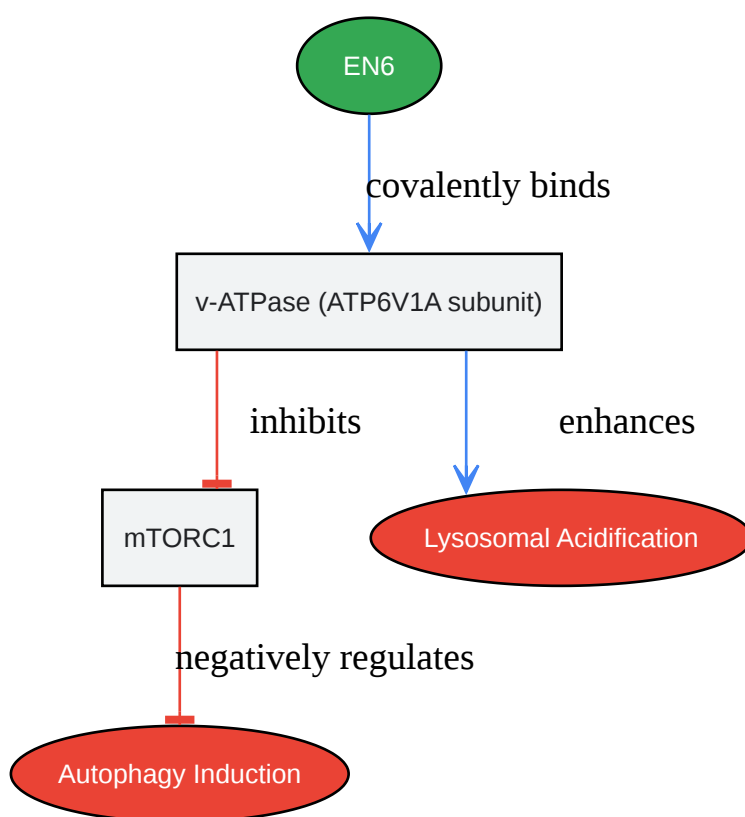 EN6
covalently binds
v-ATPase (ATP6V1A subunit)
inhibits
enhances
mTORC1
Lysosomal Acidification
negatively regulates
Autophagy Induction